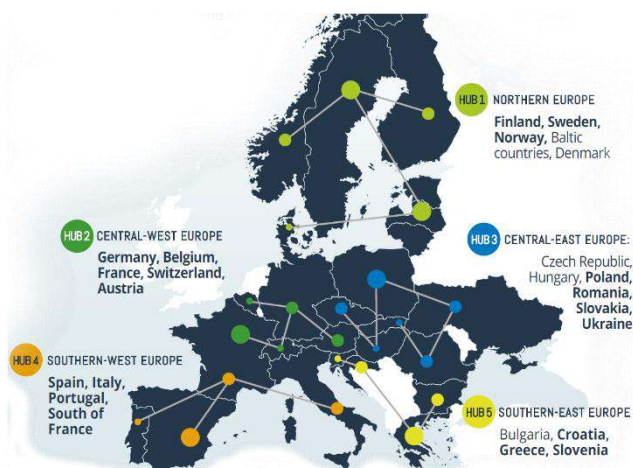 HUB 1 NORTHERN EUROPE
Finland, Sweden,
Norway, Baltic
countries, Denmark
HUB 2 CENTRAL-WEST EUROPE
Germany, Belgium,
France, Switzerland,
Austria
HUB 3 CENTRAL-EAST EUROPE:
Czech Republic,
Hungary, Poland,
Romania,
Slovakia,
Ukraine
HUB 4 SOUTHERN-WEST EUROPE
Spain, Italy,
Portugal,
South of
France
HUB 5 SOUTHERN-EAST EUROPE
Bulgaria, Croatia,
Greece, Slovenia